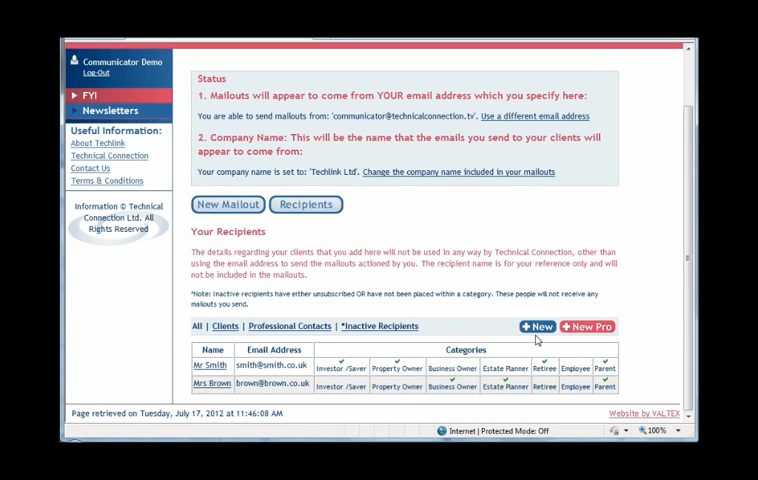 Communicator Demo
Log-Out
FYI
Newsletters
Useful Information:
About Techlink
Technical Connection
Contact Us
Terms & Conditions
Information © Technical
Connection Ltd. All
Rights Reserved
Status
1. Mailouts will appear to come from YOUR email address which you specify here:
You are able to send mailouts from: 'communicator@technicalconnection.tv'. Use a different email address
2. Company Name: This will be the name that the emails you send to your clients will
appear to come from:
Your company name is set to: 'Techlink Ltd'. Change the company name included in your mailouts
New Mailout Recipients
Your Recipients
The details regarding your clients that you add here will not be used in any way by Technical Connection, other than
using the email address to send the mailouts actioned by you. The recipient name is for your reference only and will
not be included in the mailouts.
*Note: Inactive recipients have either unsubscribed OR have not been placed within a category. These people will not receive any
mailouts you send.
All | Clients | Professional Contacts | *Inactive Recipients + New + New Pro
Name Email Address Categories
Mr Smith smith@smith.co.uk Investor /Saver Property Owner Business Owner Estate Planner Retiree Employee Parent
Mrs Brown brown@brown.co.uk Investor /Saver Property Owner Business Owner Estate Planner Retiree Employee Parent
Page retrieved on Tuesday, July 17, 2012 at 11:46:08 AM Website by VALTEX
Internet | Protected Mode: Off 100%